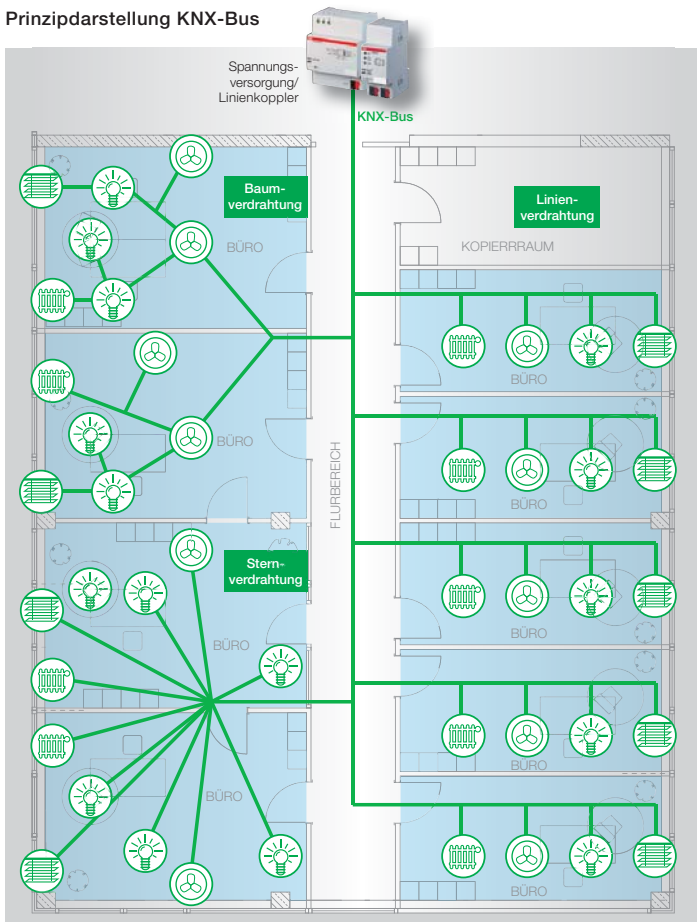 Prinzipdarstellung KNX-Bus
Spannungs-
versorgung/
Linienkoppler
KNX-Bus
Baum-
verdrahtung
BÜRO
Linien-
verdrahtung
KOPIERRRAUM
BÜRO
BÜRO
BÜRO
FLURBEREICH
Stern-
verdrahtung
BÜRO
BÜRO
BÜRO
BÜRO
BÜRO